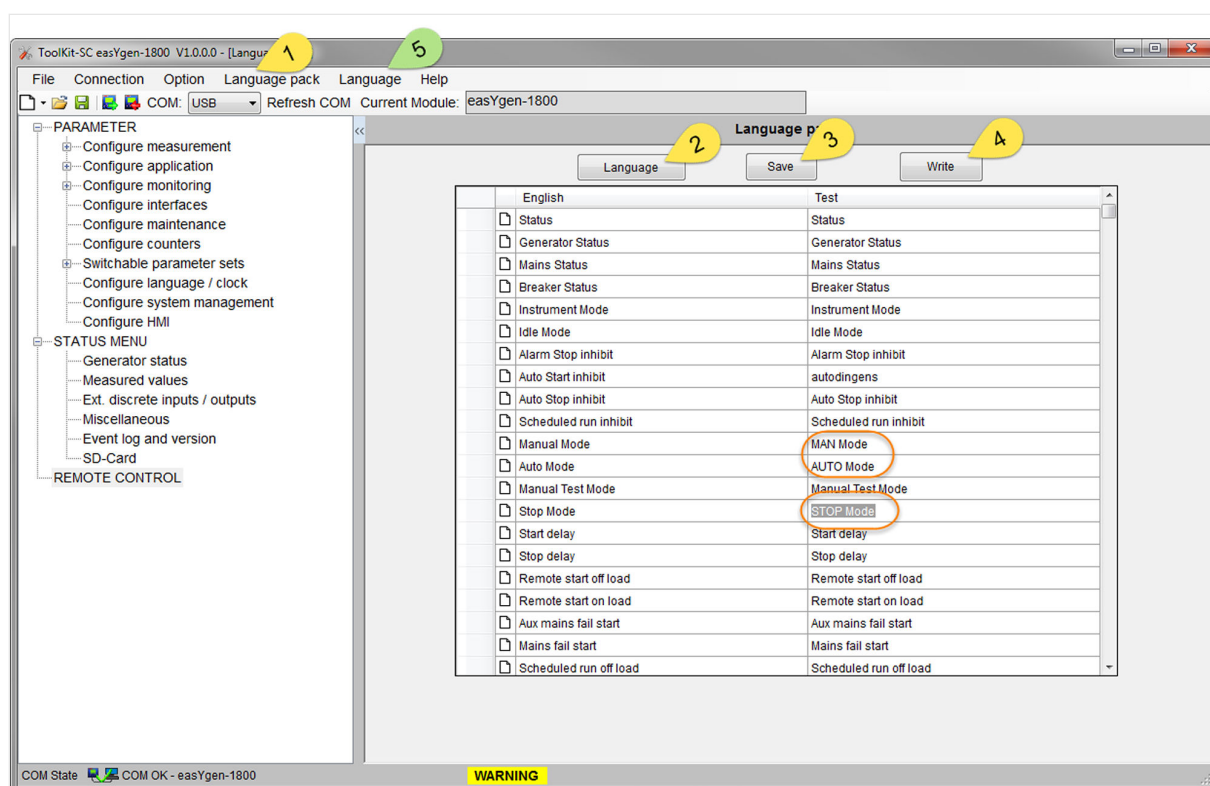 ToolKit-SC easYgen-1800 V1.0.0.0 - [Langua
1
5
File Connection Option Language pack Language Help
COM: USB Refresh COM Current Module: easYgen-1800
PARAMETER
Configure measurement
Configure application
Configure monitoring
Configure interfaces
Configure maintenance
Configure counters
Switchable parameter sets
Configure language / clock
Configure system management
Configure HMI
STATUS MENU
Generator status
Measured values
Ext. discrete inputs / outputs
Miscellaneous
Event log and version
SD-Card
REMOTE CONTROL
<<
Language p
2
3
4
Language Save Write
English Test
Status Status
Generator Status Generator Status
Mains Status Mains Status
Breaker Status Breaker Status
Instrument Mode Instrument Mode
Idle Mode Idle Mode
Alarm Stop inhibit Alarm Stop inhibit
Auto Start inhibit autodingens
Auto Stop inhibit Auto Stop inhibit
Scheduled run inhibit Scheduled run inhibit
Manual Mode MAN Mode
Auto Mode AUTO Mode
Manual Test Mode Manual Test Mode
Stop Mode STOP Mode
Start delay Start delay
Stop delay Stop delay
Remote start off load Remote start off load
Remote start on load Remote start on load
Aux mains fail start Aux mains fail start
Mains fail start Mains fail start
Scheduled run off load Scheduled run off load
COM State COM OK - easYgen-1800 WARNING